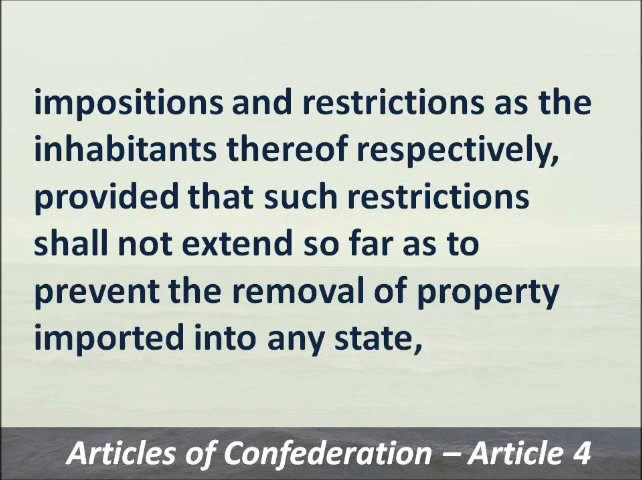 impositions and restrictions as the
inhabitants thereof respectively,
provided that such restrictions
shall not extend so far as to
prevent the removal of property
imported into any state,
Articles of Confederation – Article 4